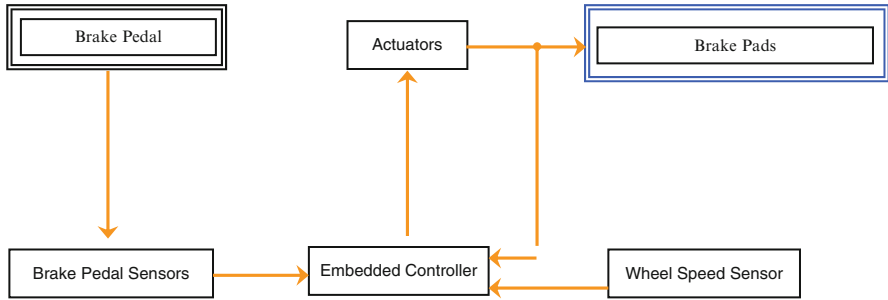 Brake Pedal
Actuators
Brake Pads
Brake Pedal Sensors
Embedded Controller
Wheel Speed Sensor